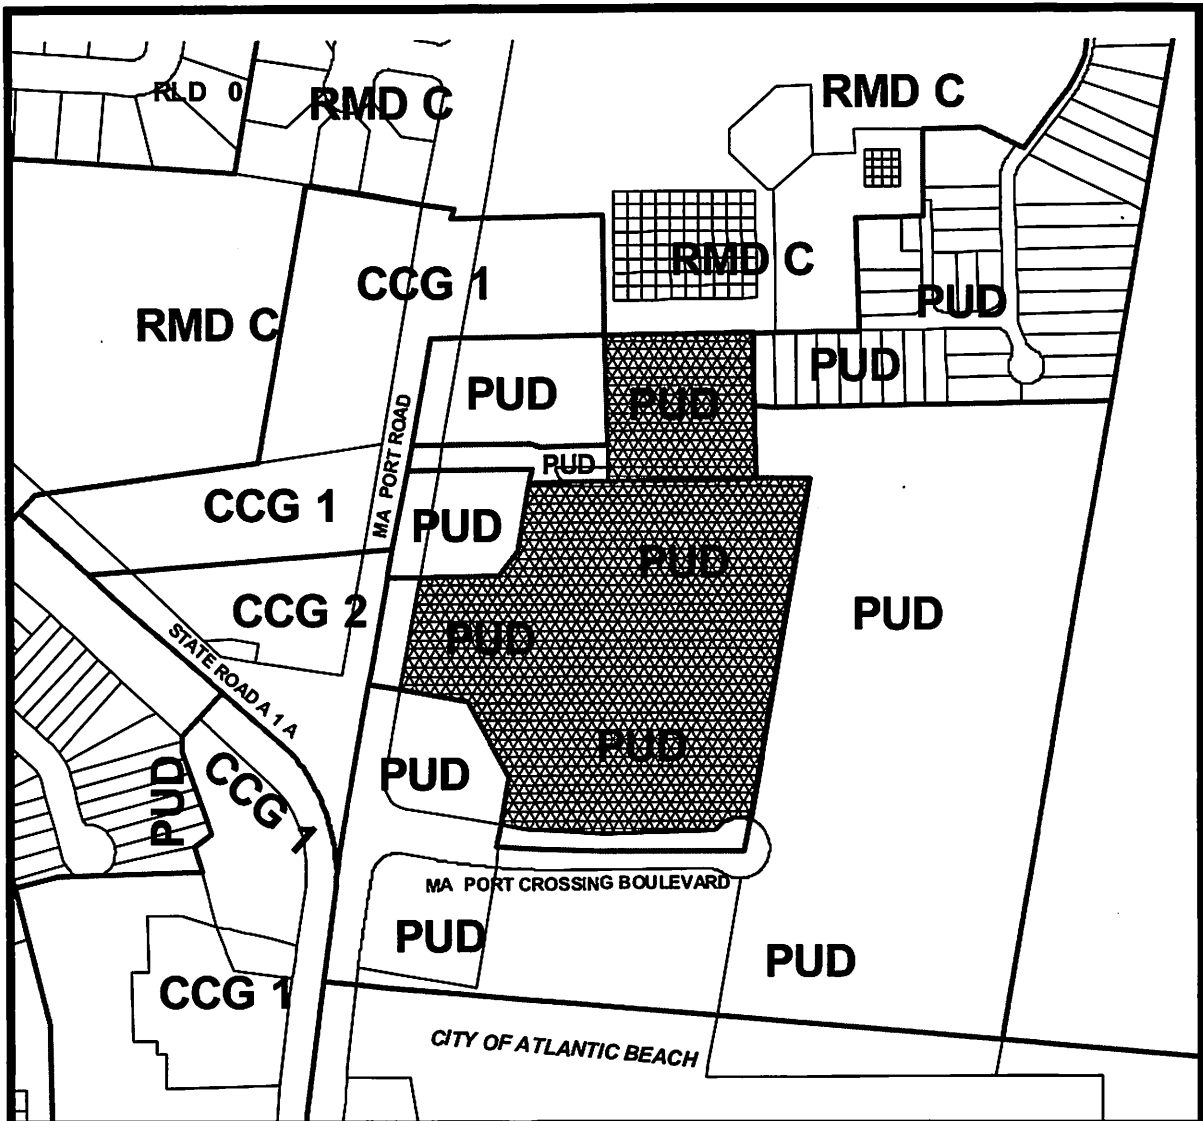 RLD 0
RMD C
RMD C
RMD C
CCG 1
RMD C
PUD
PUD
PUD
PUD
MA PORT ROAD
PUD
CCG 1
PUD
PUD
CCG 2
PUD
PUD
STATE ROAD A 1 A
PUD
PUD
PUD
CCG 1
MA PORT CROSSING BOULEVARD
PUD
PUD
CCG 1
CITY OF ATLANTIC BEACH